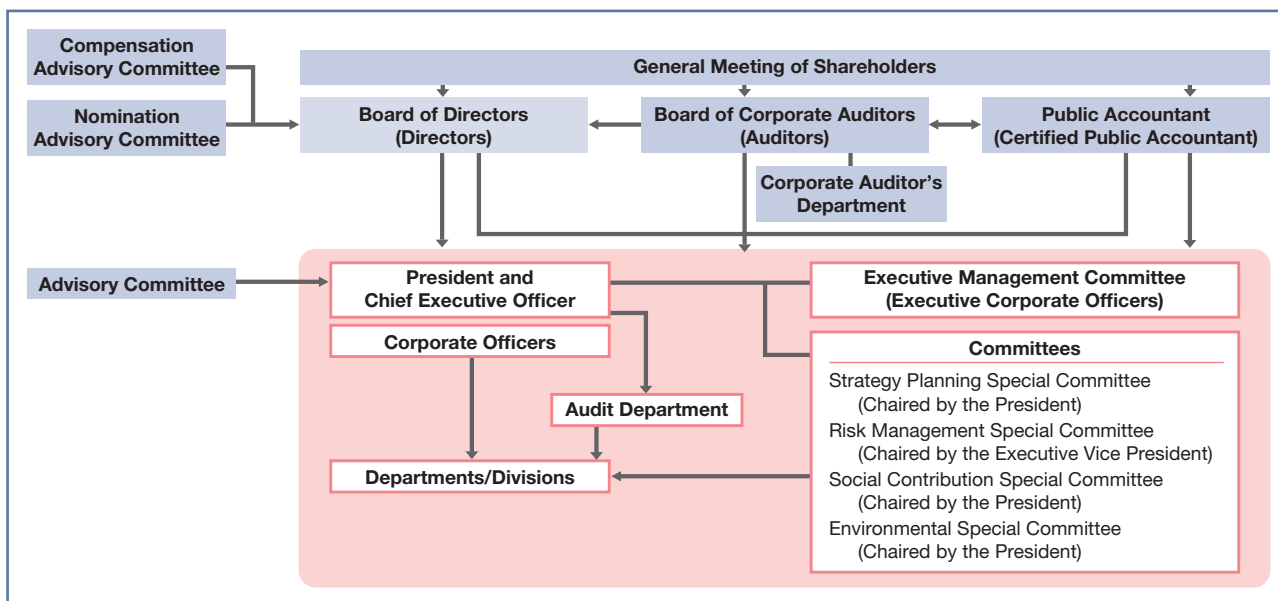 Compensation
Advisory Committee
General Meeting of Shareholders
Nomination
Advisory Committee
Board of Directors
(Directors)
Board of Corporate Auditors
(Auditors)
Public Accountant
(Certified Public Accountant)
Corporate Auditor's
Department
Advisory Committee
President and
Chief Executive Officer
Executive Management Committee
(Executive Corporate Officers)
Corporate Officers
Committees
Strategy Planning Special Committee
(Chaired by the President)
Risk Management Special Committee
(Chaired by the Executive Vice President)
Social Contribution Special Committee
(Chaired by the President)
Environmental Special Committee
(Chaired by the President)
Audit Department
Departments/Divisions